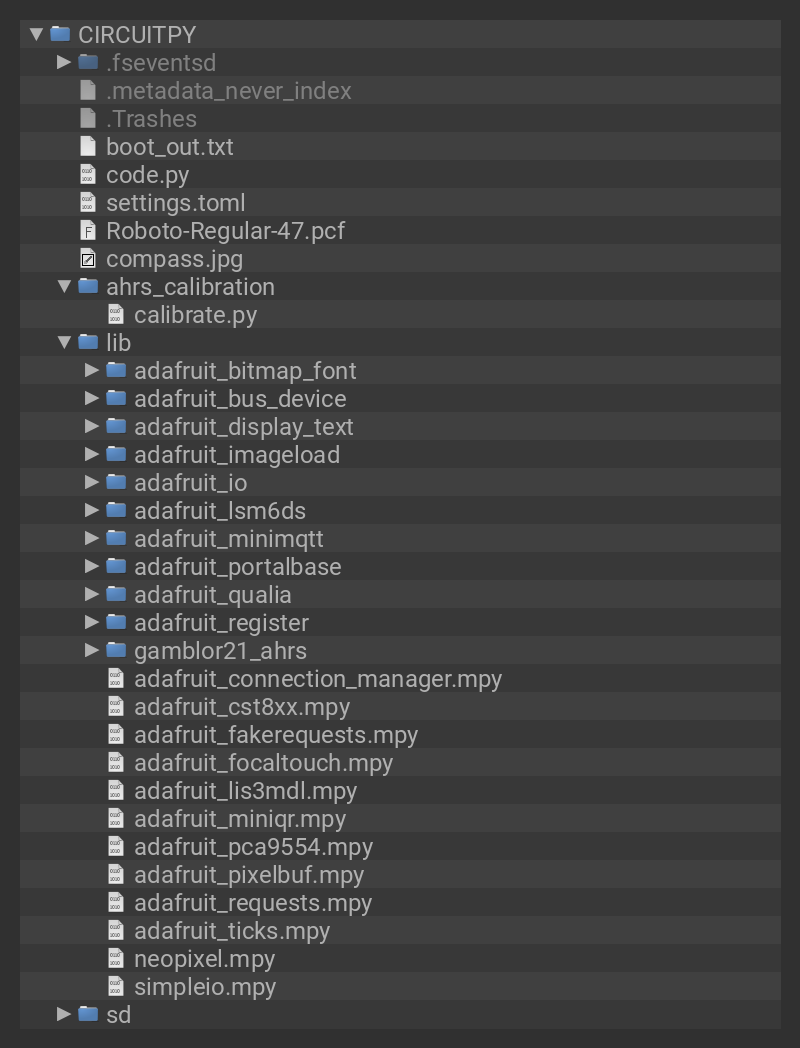 CIRCUITPY
.fseventsd
.metadata_never_index
.Trashes
boot_out.txt
code.py
settings.toml
Roboto-Regular-47.pcf
compass.jpg
ahrs_calibration
calibrate.py
lib
adafruit_bitmap_font
adafruit_bus_device
adafruit_display_text
adafruit_imageload
adafruit_io
adafruit_lsm6ds
adafruit_minimqtt
adafruit_portalbase
adafruit_qualia
adafruit_register
gamblor21_ahrs
adafruit_connection_manager.mpy
adafruit_cst8xx.mpy
adafruit_fakerequests.mpy
adafruit_focaltouch.mpy
adafruit_lis3mdl.mpy
adafruit_miniqr.mpy
adafruit_pca9554.mpy
adafruit_pixelbuf.mpy
adafruit_requests.mpy
adafruit_ticks.mpy
neopixel.mpy
simpleio.mpy
sd